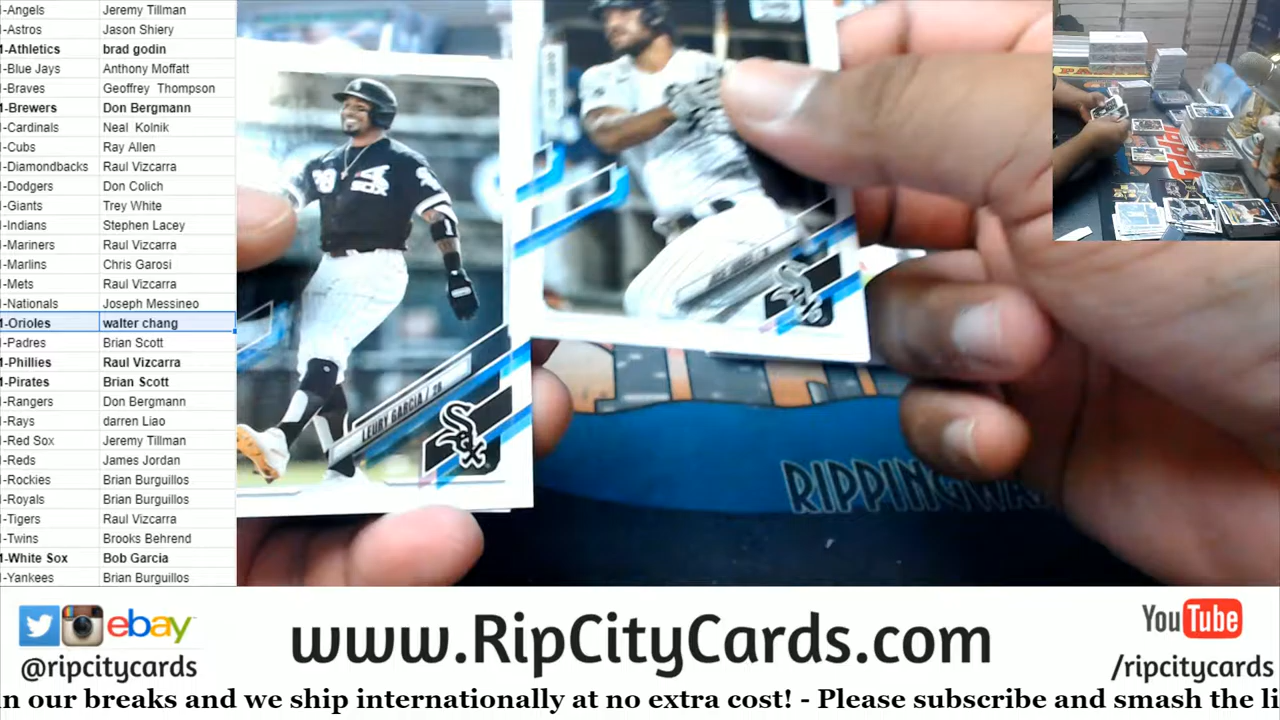 -Angels Jeremy Tillman
-Astros Jason Shiery
-Athletics brad godin
-Blue Jays Anthony Moffatt
-Braves Geoffrey Thompson
-Brewers Don Bergmann
-Cardinals Neal Kolnik
-Cubs Ray Allen
-Diamondbacks Raul Vizcarra
-Dodgers Don Colich
-Giants Trey White
-Indians Stephen Lacey
-Mariners Raul Vizcarra
-Marlins Chris Garosi
-Mets Raul Vizcarra
-Nationals Joseph Messineo
-Orioles walter chang
-Padres Brian Scott
-Phillies Raul Vizcarra
-Pirates Brian Scott
-Rangers Don Bergmann
-Rays darren Liao
-Red Sox Jeremy Tillman
-Reds James Jordan
-Rockies Brian Burguillos
-Royals Brian Burguillos
-Tigers Raul Vizcarra
-Twins Brooks Behrend
-White Sox Bob Garcia
-Yankees Brian Burguillos
LEURY GARCIA / 28
Sox
RIPPINGWA
ebay
@ripcitycards
www.RipCityCards.com
YouTube
/ripcitycards
in our breaks and we ship internationally at no extra cost! - Please subscribe and smash the li